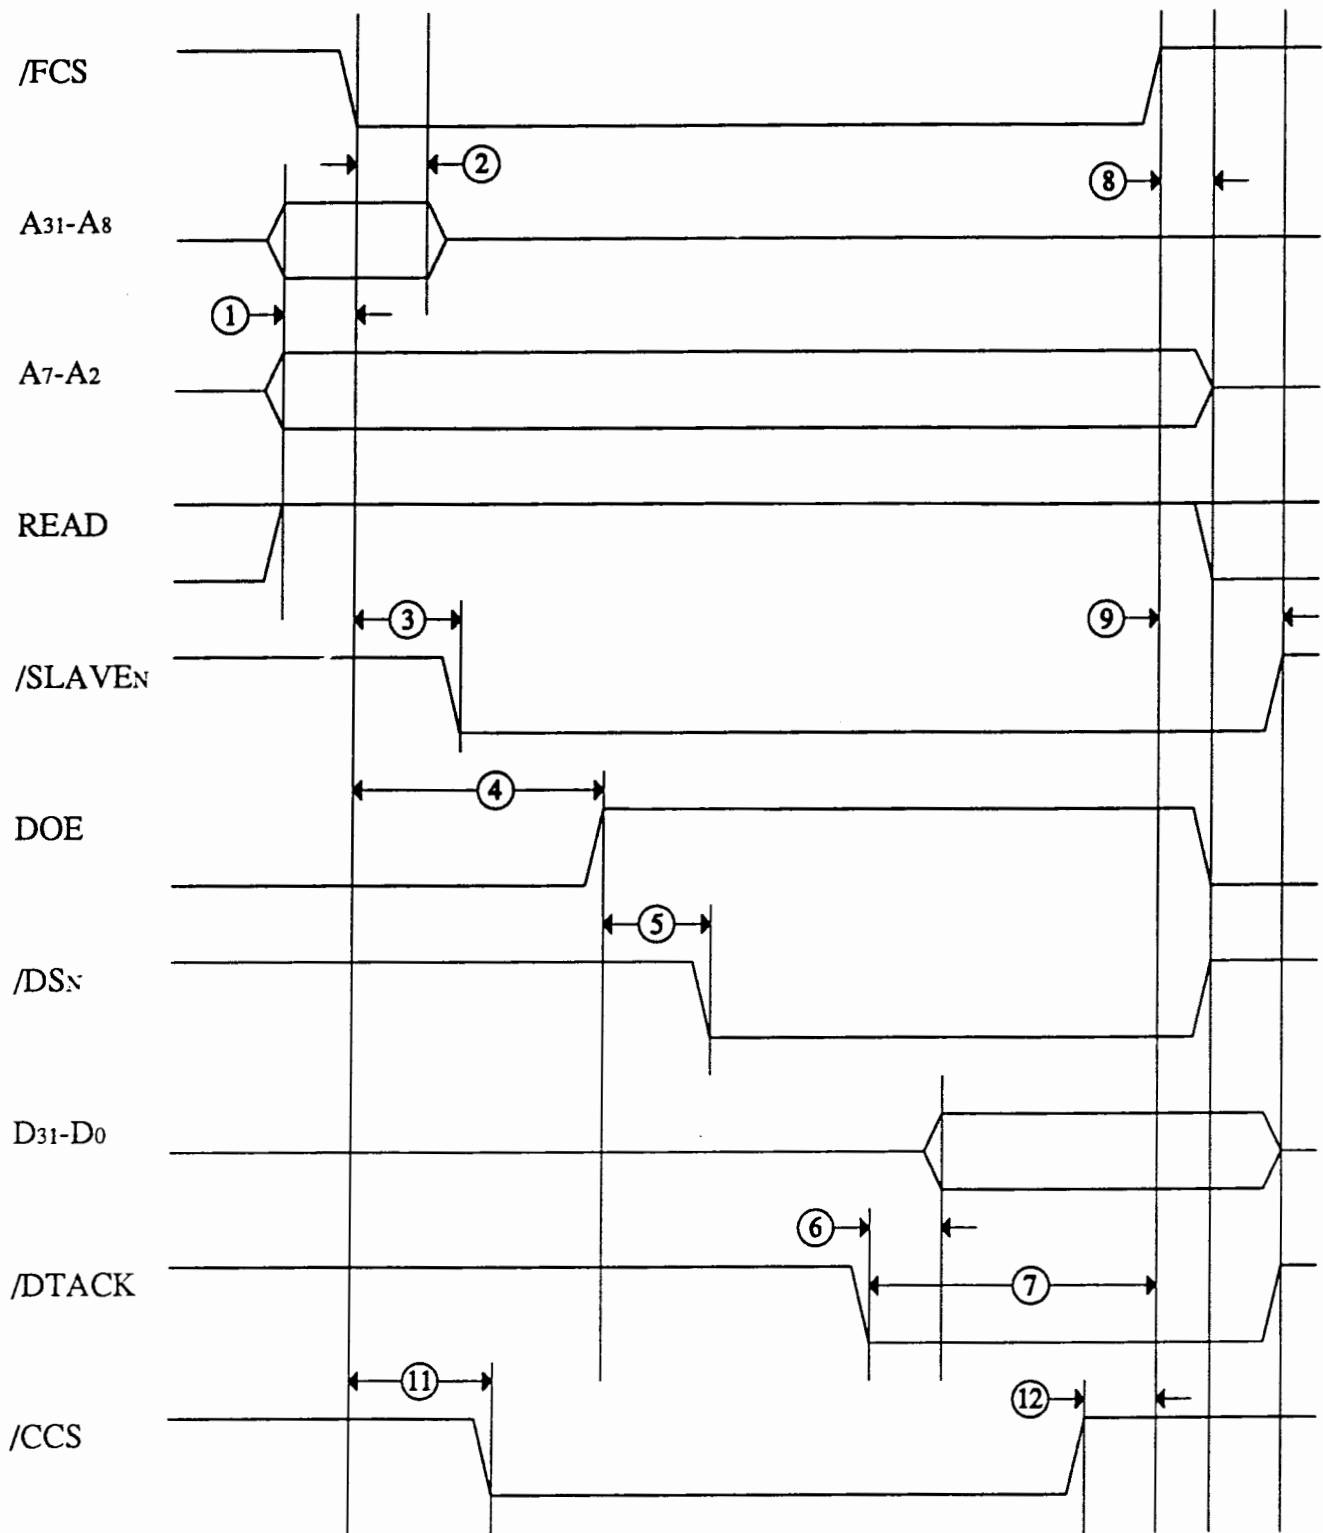 /FCS
② ⑧
A31-A8
①
A7-A2
READ
③ ⑨
/SLAVEN
④
DOE
⑤
/DSN
D31-D0
⑥
/DTACK ⑦
⑪ ⑫
/CCS